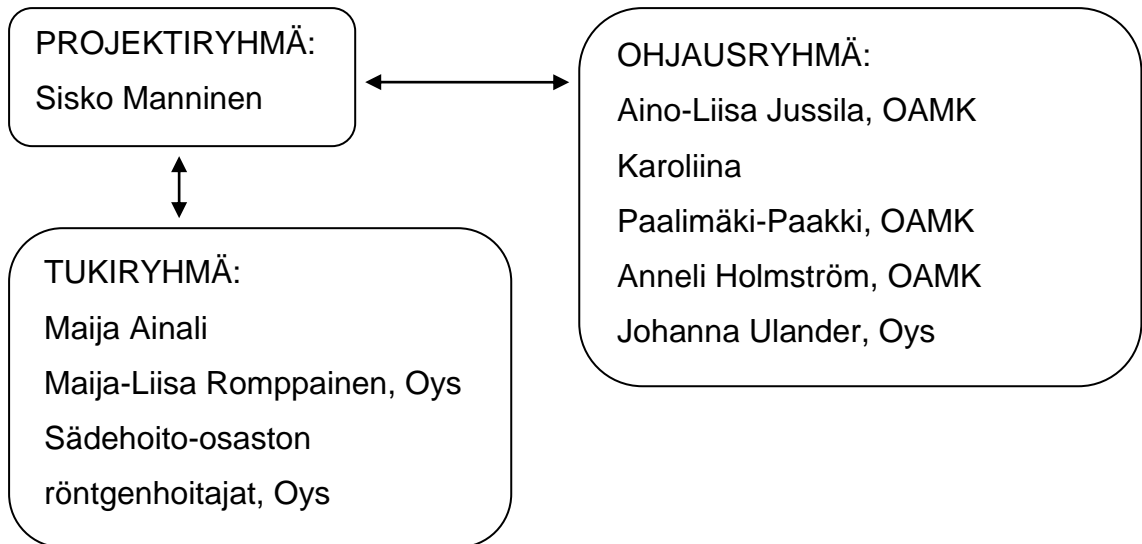 PROJEKTIRYHMÄ:
Sisko Manninen
OHJAUSRYHMÄ:
Aino-Liisa Jussila, OAMK
Karoliina
Paalimäki-Paakki, OAMK
Anneli Holmström, OAMK
Johanna Ulander, Oys
TUKIRYHMÄ:
Maija Ainali
Maija-Liisa Romppainen, Oys
Sädehoito-osaston
röntgenhoitajat, Oys